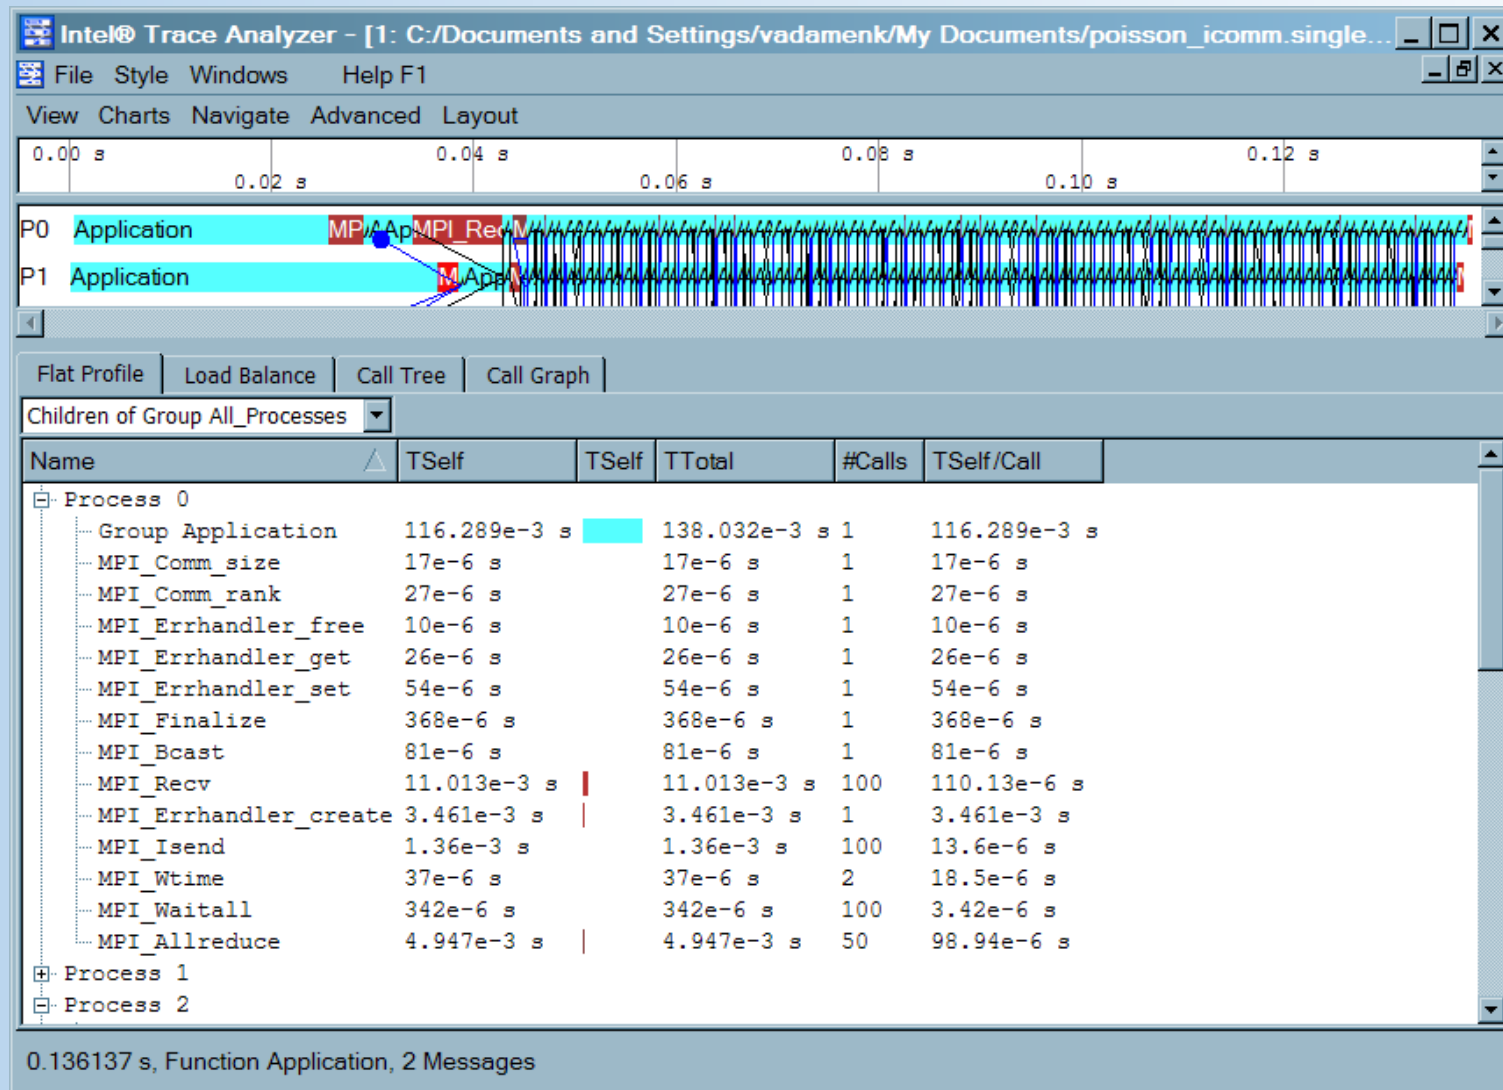 Intel® Trace Analyzer - [1: C:/Documents and Settings/vadamenk/My Documents/poisson_icomm.single...
File Style Windows Help F1
View Charts Navigate Advanced Layout
0.00 s 0.04 s 0.08 s 0.12 s
0.02 s 0.06 s 0.10 s
P0 Application MP Ap MPI_Rec M
P1 Application M App M
Flat Profile Load Balance Call Tree Call Graph
Children of Group All_Processes
Name TSelf TSelf TTotal #Calls TSelf/Call
Process 0
Group Application 116.289e-3 s 138.032e-3 s 1 116.289e-3 s
MPI_Comm_size 17e-6 s 17e-6 s 1 17e-6 s
MPI_Comm_rank 27e-6 s 27e-6 s 1 27e-6 s
MPI_Errhandler_free 10e-6 s 10e-6 s 1 10e-6 s
MPI_Errhandler_get 26e-6 s 26e-6 s 1 26e-6 s
MPI_Errhandler_set 54e-6 s 54e-6 s 1 54e-6 s
MPI_Finalize 368e-6 s 368e-6 s 1 368e-6 s
MPI_Bcast 81e-6 s 81e-6 s 1 81e-6 s
MPI_Recv 11.013e-3 s 11.013e-3 s 100 110.13e-6 s
MPI_Errhandler_create 3.461e-3 s 3.461e-3 s 1 3.461e-3 s
MPI_Isend 1.36e-3 s 1.36e-3 s 100 13.6e-6 s
MPI_Wtime 37e-6 s 37e-6 s 2 18.5e-6 s
MPI_Waitall 342e-6 s 342e-6 s 100 3.42e-6 s
MPI_Allreduce 4.947e-3 s 4.947e-3 s 50 98.94e-6 s
Process 1
Process 2
0.136137 s, Function Application, 2 Messages